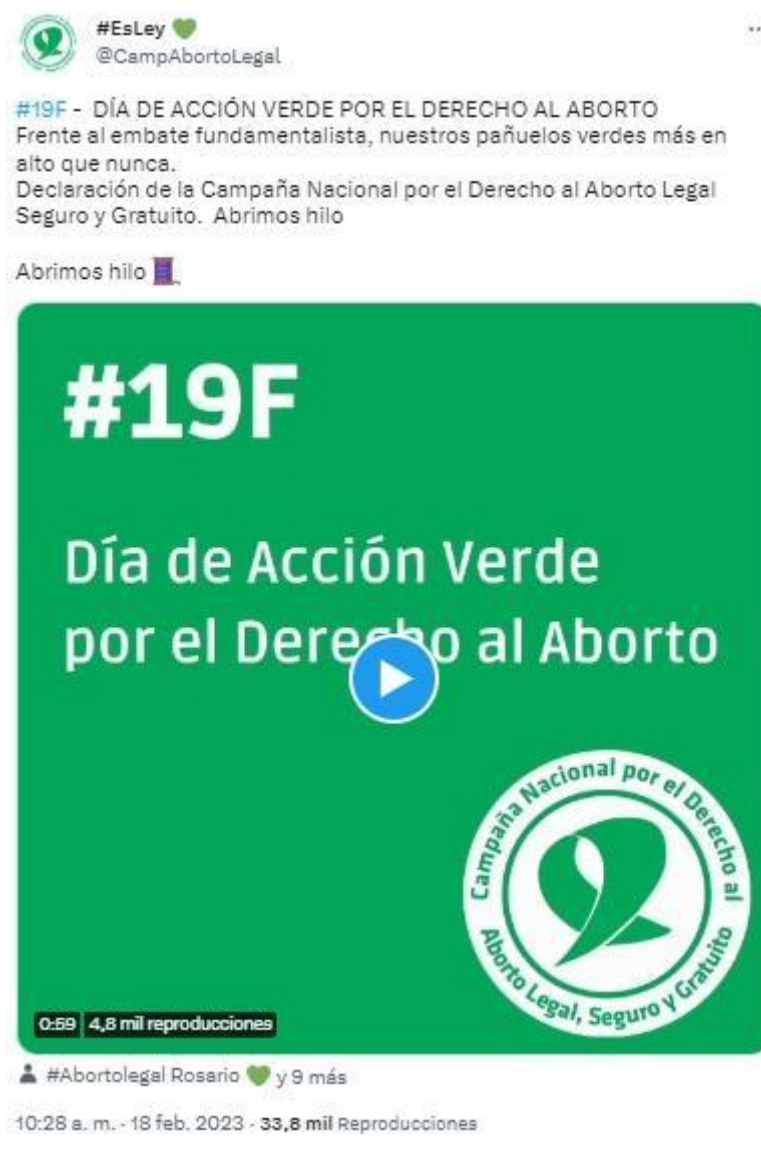 #EsLey 💚
@CampAbortoLegal
#19F - DÍA DE ACCIÓN VERDE POR EL DERECHO AL ABORTO
Frente al embate fundamentalista, nuestros pañuelos verdes más en
alto que nunca.
Declaración de la Campaña Nacional por el Derecho al Aborto Legal
Seguro y Gratuito. Abrimos hilo
Abrimos hilo 🧵
#19F
Día de Acción Verde
por el Derecho al Aborto
Campaña Nacional por el Derecho al
Aborto Legal, Seguro y Gratuito
0:59 4,8 mil reproducciones
#Abortolegal Rosario 💚 y 9 más
10:28 a. m. · 18 feb. 2023 · 33,8 mil Reproducciones